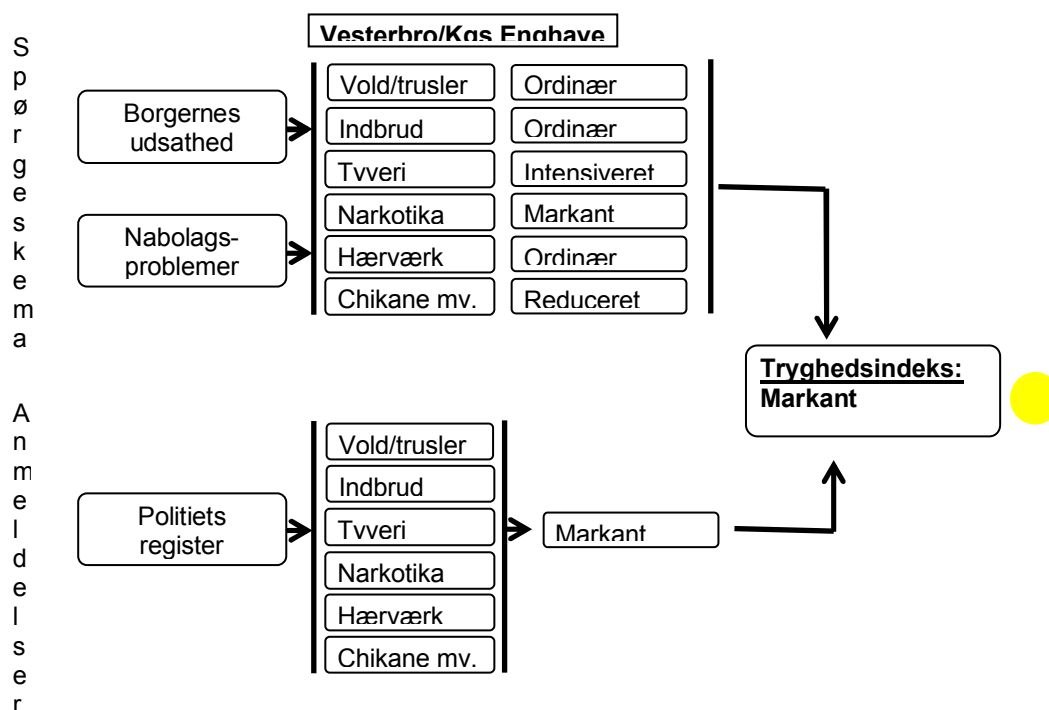 Vesterbro/Kgs Enghave
Spørgeskema
Borgernes
udsathed
Nabolags-
problemer
Vold/trusler
Ordinær
Indbrud
Ordinær
Tyveri
Intensiveret
Narkotika
Markant
Hærværk
Ordinær
Chikane mv.
Reduceret
Tryghedsindeks:
Markant
Anmeldelser
Politiets
register
Vold/trusler
Indbrud
Tyveri
Narkotika
Hærværk
Chikane mv.
Markant